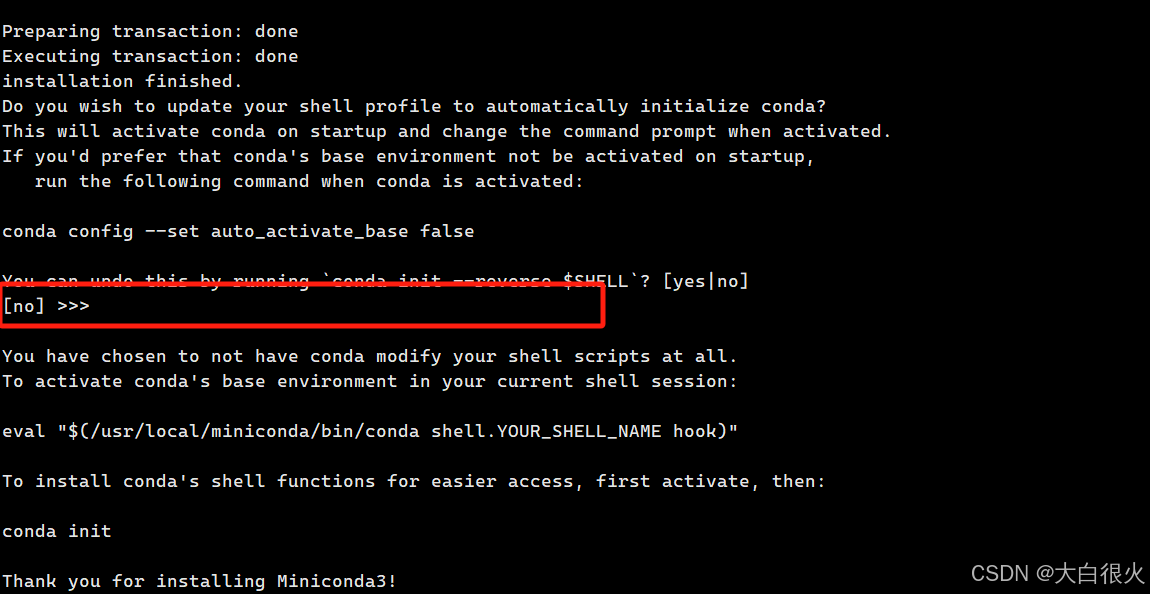 Preparing transaction: done
Executing transaction: done
installation finished.
Do you wish to update your shell profile to automatically initialize conda?
This will activate conda on startup and change the command prompt when activated.
If you'd prefer that conda's base environment not be activated on startup,
   run the following command when conda is activated:

conda config --set auto_activate_base false

You can undo this by running `conda init --reverse $SHELL`? [yes|no]
[no] >>>

You have chosen to not have conda modify your shell scripts at all.
To activate conda's base environment in your current shell session:

eval "$(/usr/local/miniconda/bin/conda shell.YOUR_SHELL_NAME hook)"

To install conda's shell functions for easier access, first activate, then:

conda init

Thank you for installing Miniconda3!
CSDN @大白很火